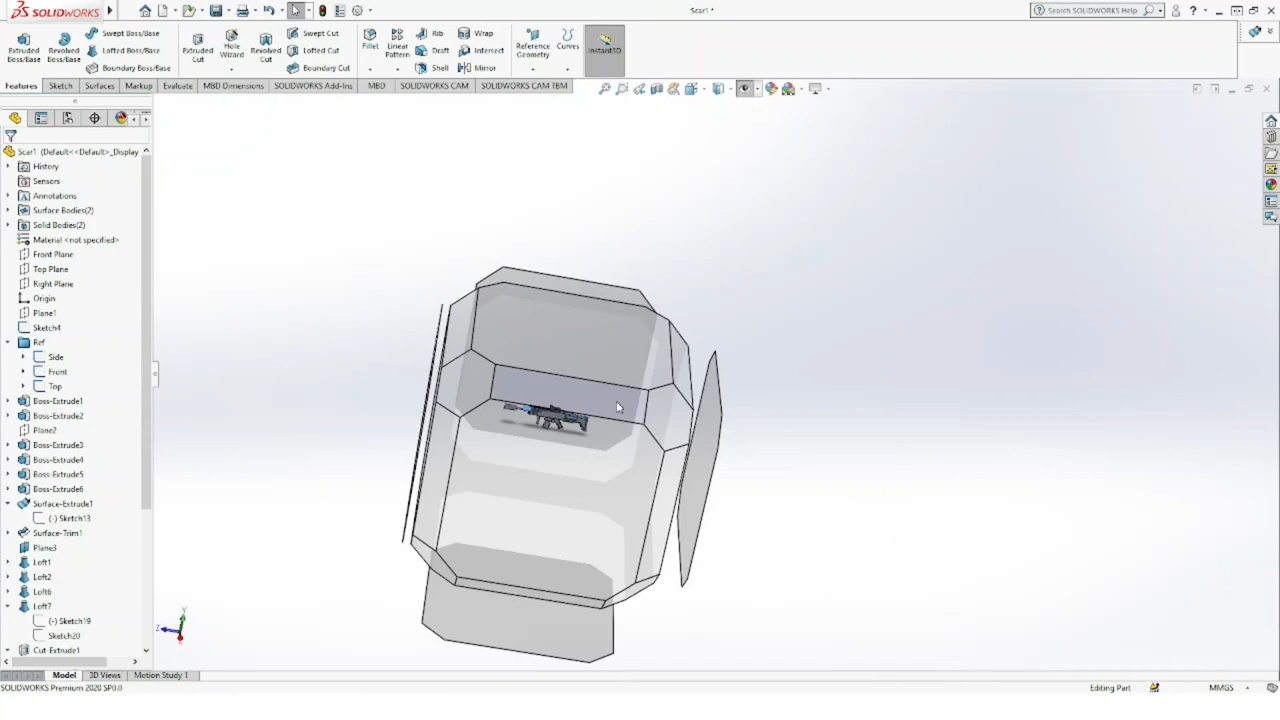 SOLIDWORKS
Scar1 *
Search SOLIDWORKS Help
Extruded Boss/Base
Revolved Boss/Base
Swept Boss/Base
Lofted Boss/Base
Boundary Boss/Base
Extruded Cut
Hole Wizard
Revolved Cut
Swept Cut
Lofted Cut
Boundary Cut
Fillet
Linear Pattern
Rib
Draft
Shell
Wrap
Intersect
Mirror
Reference Geometry
Curves
Instant3D
Features Sketch Surfaces Markup Evaluate MBD Dimensions SOLIDWORKS Add-Ins MBD SOLIDWORKS CAM SOLIDWORKS CAM TBM
Scar1 (Default<<Default>_Display
History
Sensors
Annotations
Surface Bodies(2)
Solid Bodies(2)
Material <not specified>
Front Plane
Top Plane
Right Plane
Origin
Plane1
Sketch4
Ref
Side
Front
Top
Boss-Extrude1
Boss-Extrude2
Plane2
Boss-Extrude3
Boss-Extrude4
Boss-Extrude5
Boss-Extrude6
Surface-Extrude1
(-) Sketch13
Surface-Trim1
Plane3
Loft1
Loft2
Loft6
Loft7
(-) Sketch19
Sketch20
Cut-Extrude1
Y
Z
X
Model 3D Views Motion Study 1
SOLIDWORKS Premium 2020 SP0.0
Editing Part
MMGS